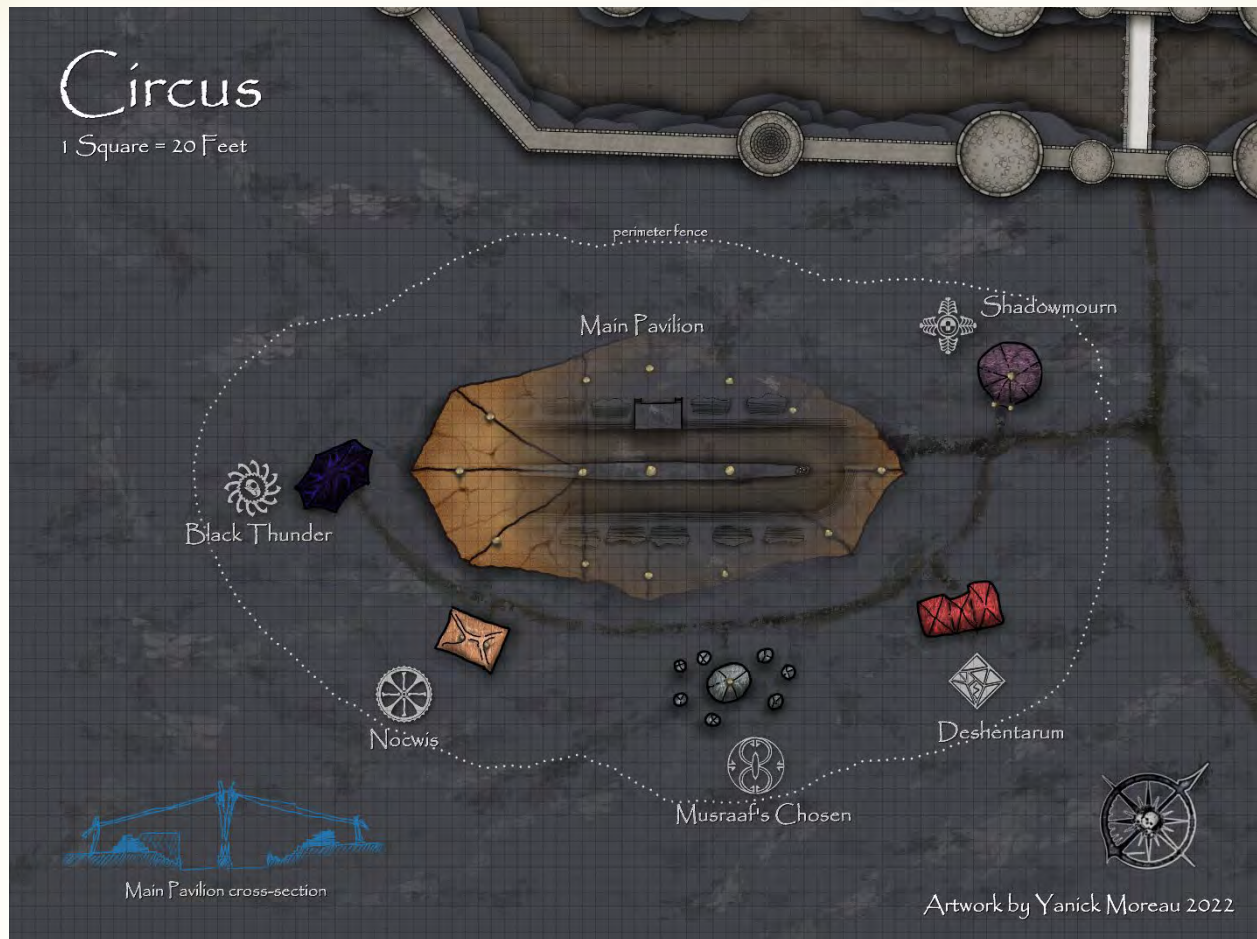 Circus
1 Square = 20 Feet
perimeter fence
Shadowmourn
Main Pavilion
Black Thunder
Nocwis
Deshentarum
Musraaf's Chosen
Main Pavilion cross-section
Artwork by Yanick Moreau 2022